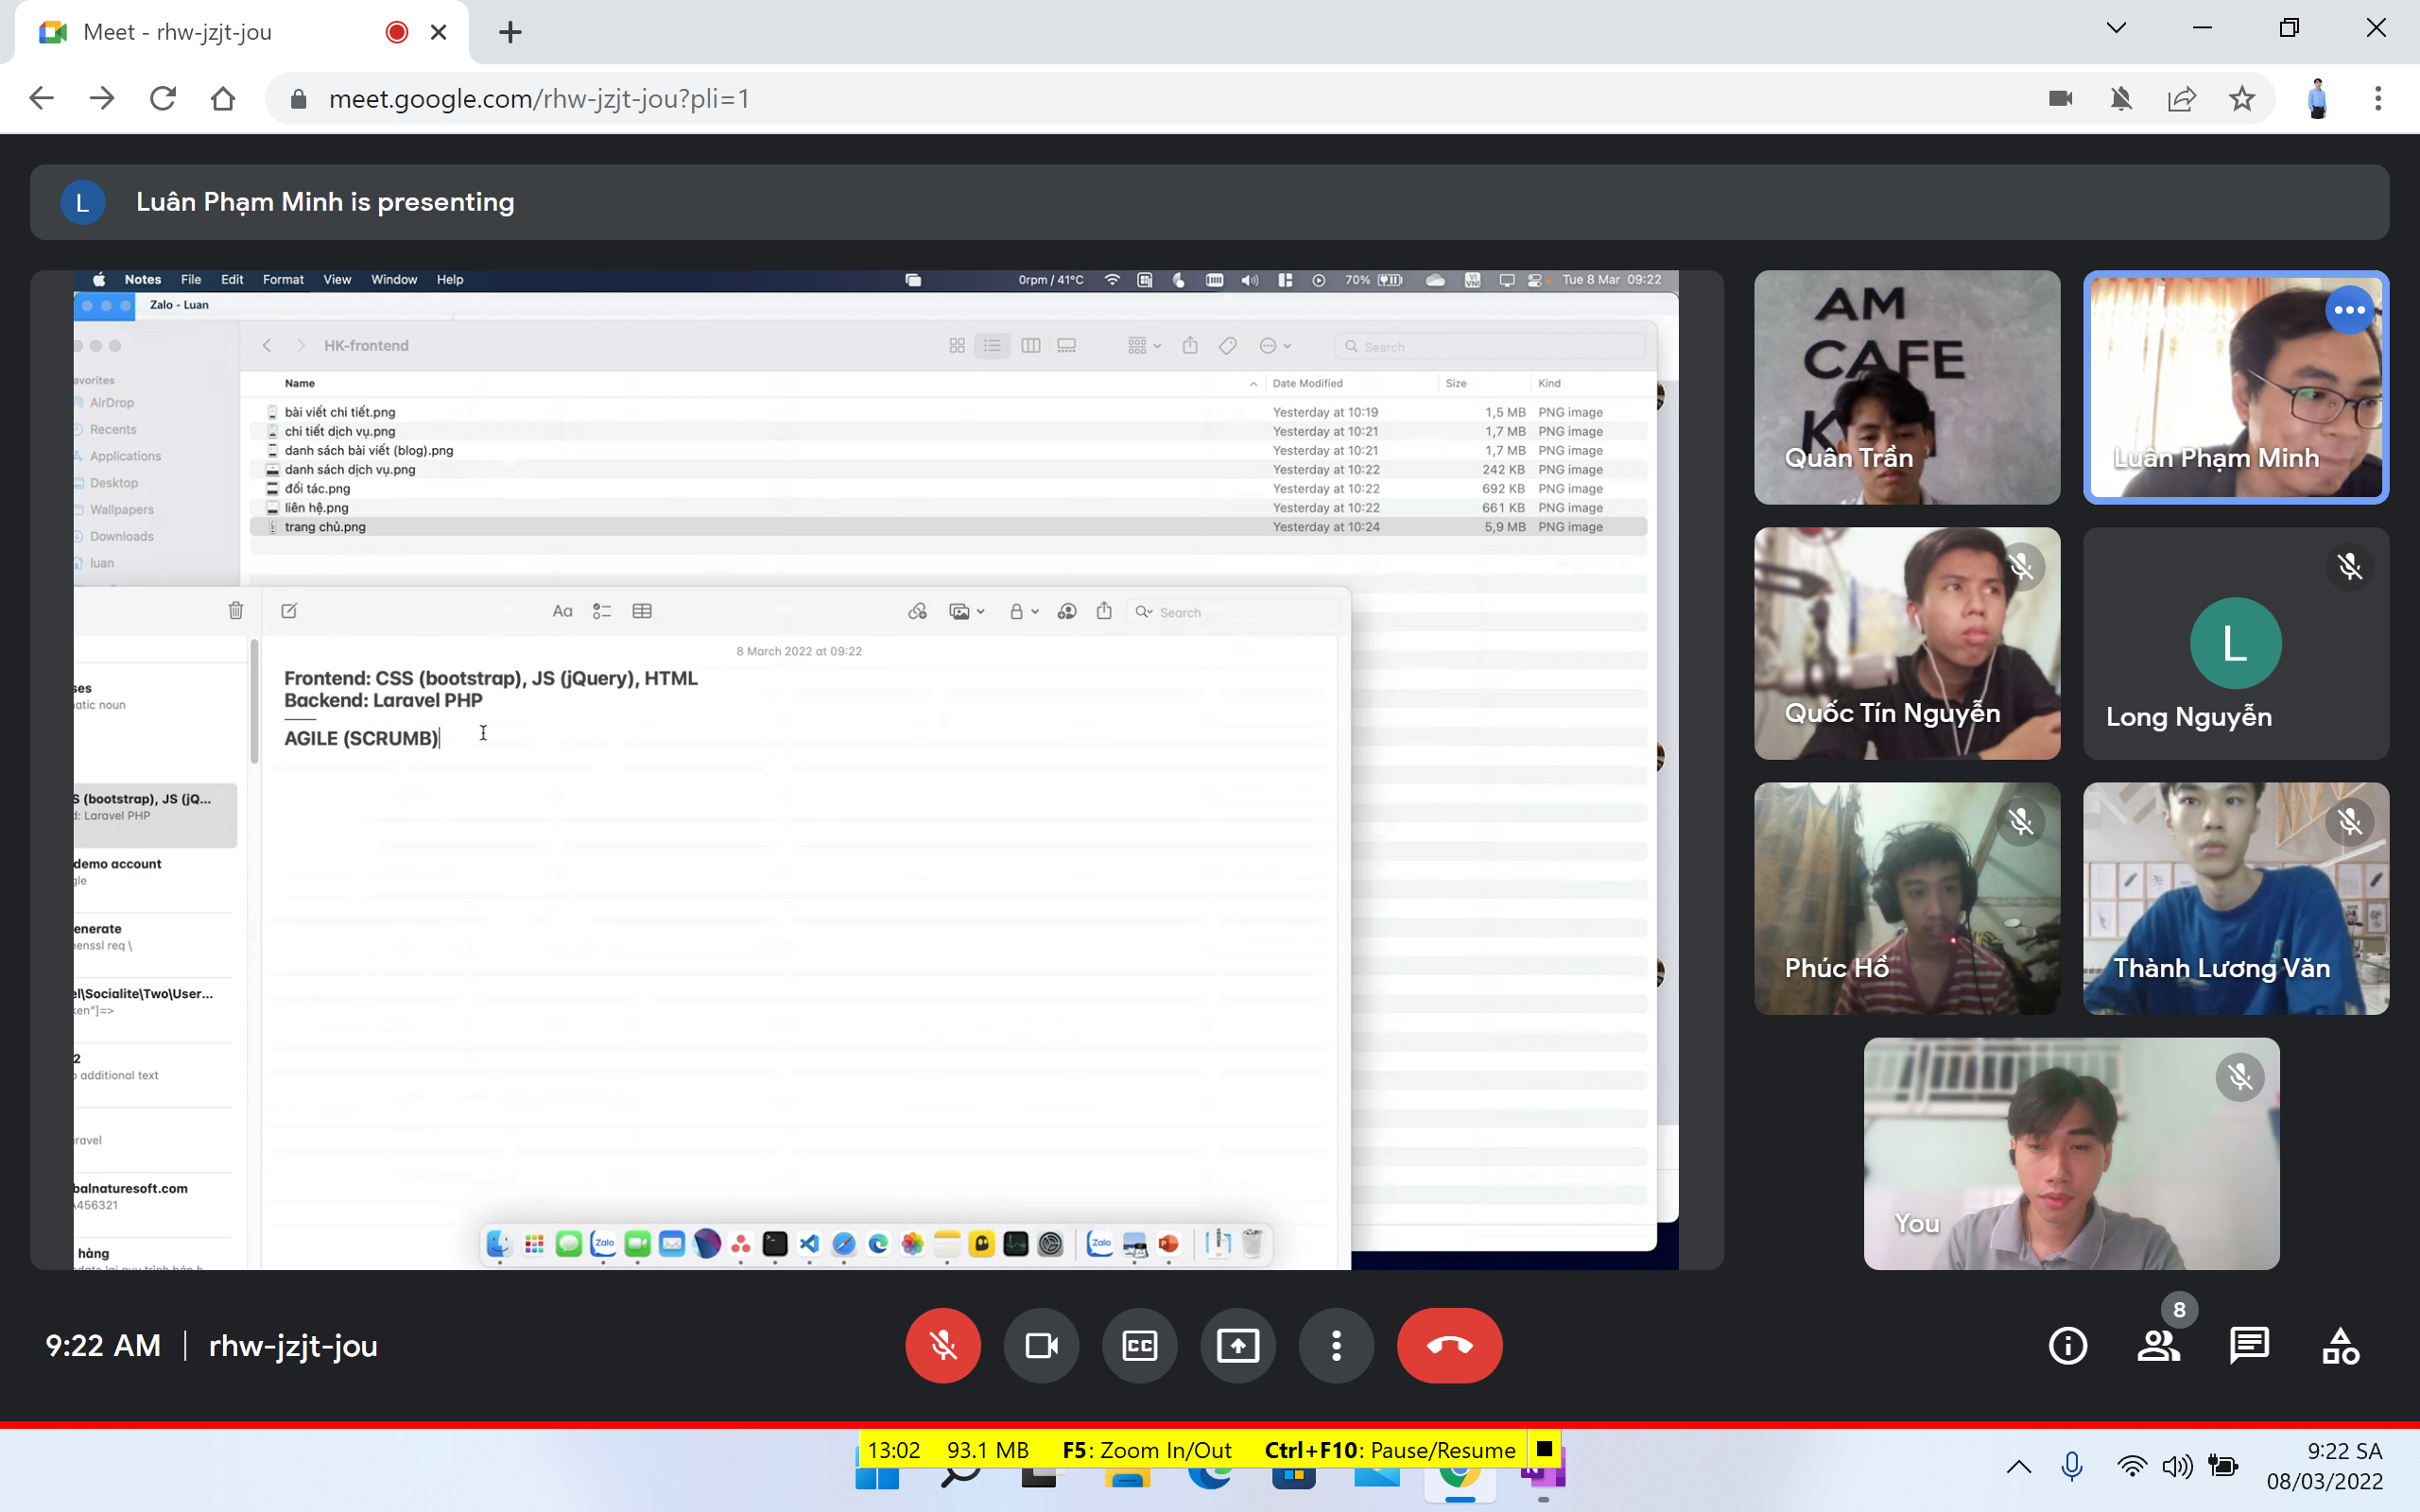 Meet - rhw-jzjt-jou
meet.google.com/rhw-jzjt-jou?pli=1
L
Luân Phạm Minh is presenting
Notes File Edit Format View Window Help
0rpm / 41°C
70%
Tue 8 Mar 09:22
Zalo - Luan
HK-frontend
Search
avorites
AirDrop
Recents
Applications
Desktop
Wallpapers
Downloads
luan
Name Date Modified Size Kind
bài viết chi tiết.png Yesterday at 10:19 1,5 MB PNG image
chi tiết dịch vụ.png Yesterday at 10:21 1,7 MB PNG image
danh sách bài viết (blog).png Yesterday at 10:21 1,7 MB PNG image
danh sách dịch vụ.png Yesterday at 10:22 242 KB PNG image
đối tác.png Yesterday at 10:22 692 KB PNG image
liên hệ.png Yesterday at 10:22 661 KB PNG image
trang chủ.png Yesterday at 10:24 5,9 MB PNG image
Aa
Search
8 March 2022 at 09:22
Frontend: CSS (bootstrap), JS (jQuery), HTML
Backend: Laravel PHP
AGILE (SCRUMB)
ses
atic noun
S (bootstrap), JS (jQ...
d: Laravel PHP
demo account
gle
enerate
penssl req \
el\Socialite\Two\User...
ken"]=>
2
additional text
ravel
balnaturesoft.com
A456321
hàng
AM
CAFE
Quân Trần
Luân Phạm Minh
Quốc Tín Nguyễn
L
Long Nguyễn
Phúc Hồ
Thành Lương Văn
You
Zalo
Zalo
9:22 AM | rhw-jzjt-jou
CC
8
13:02 93.1 MB F5: Zoom In/Out Ctrl+F10: Pause/Resume
9:22 SA
08/03/2022